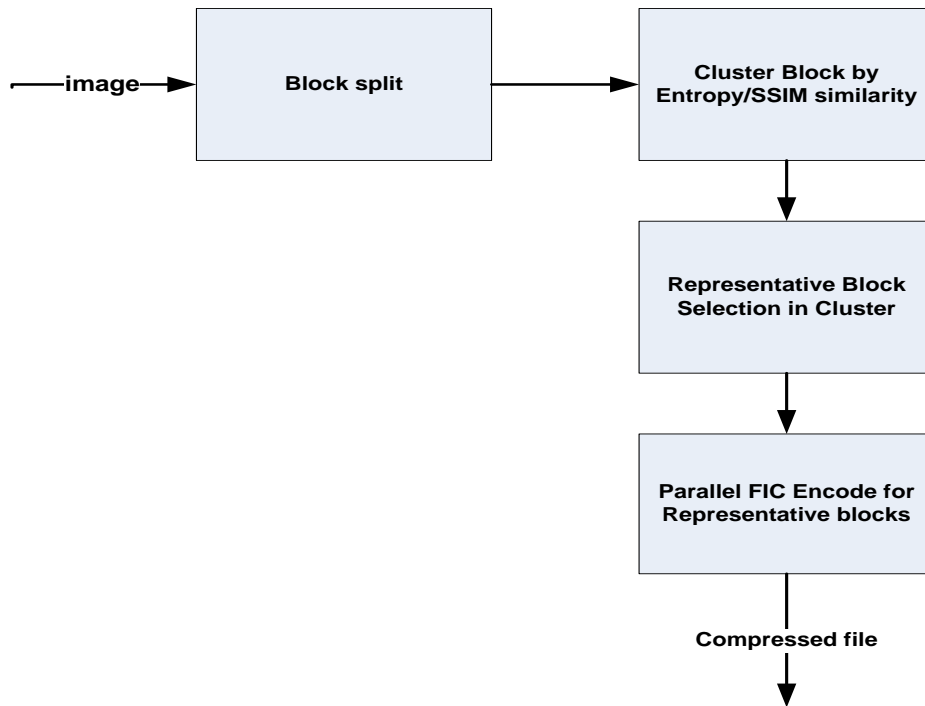 image
Block split
Cluster Block by
Entropy/SSIM similarity
Representative Block
Selection in Cluster
Parallel FIC Encode for
Representative blocks
Compressed file